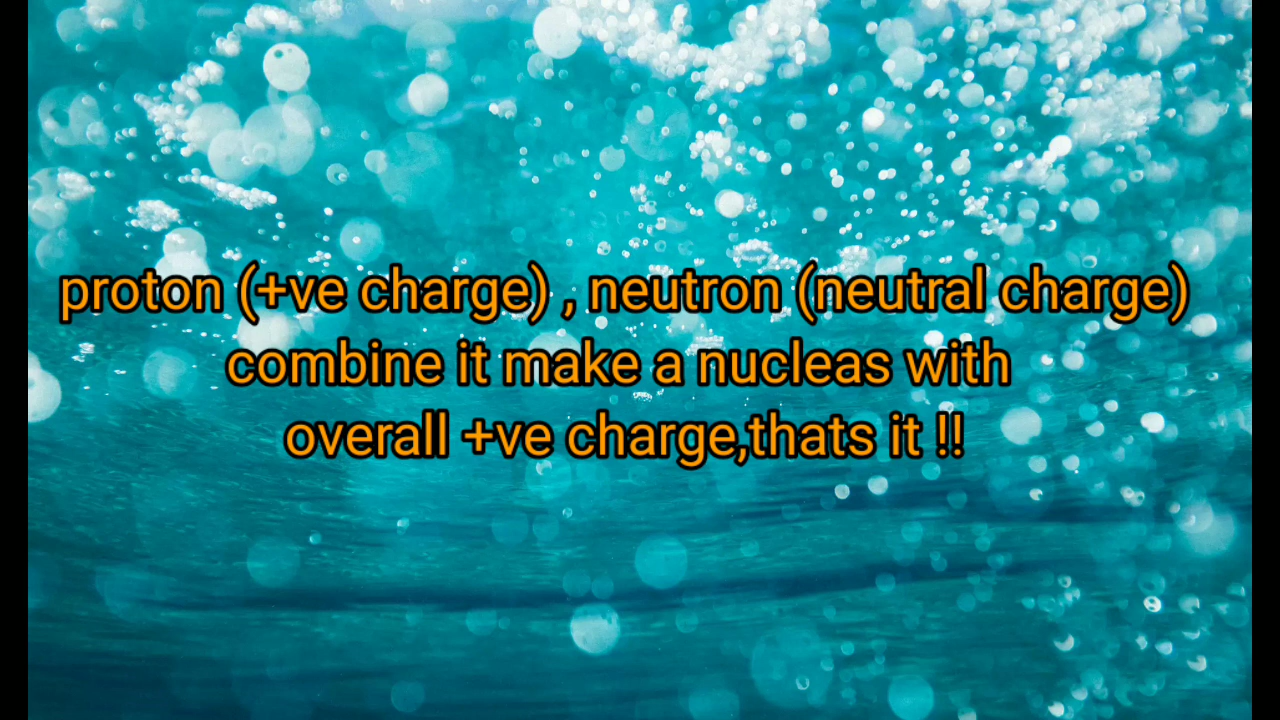 proton (+ve charge) , neutron (neutral charge)
combine it make a nucleas with
overall +ve charge,thats it !!